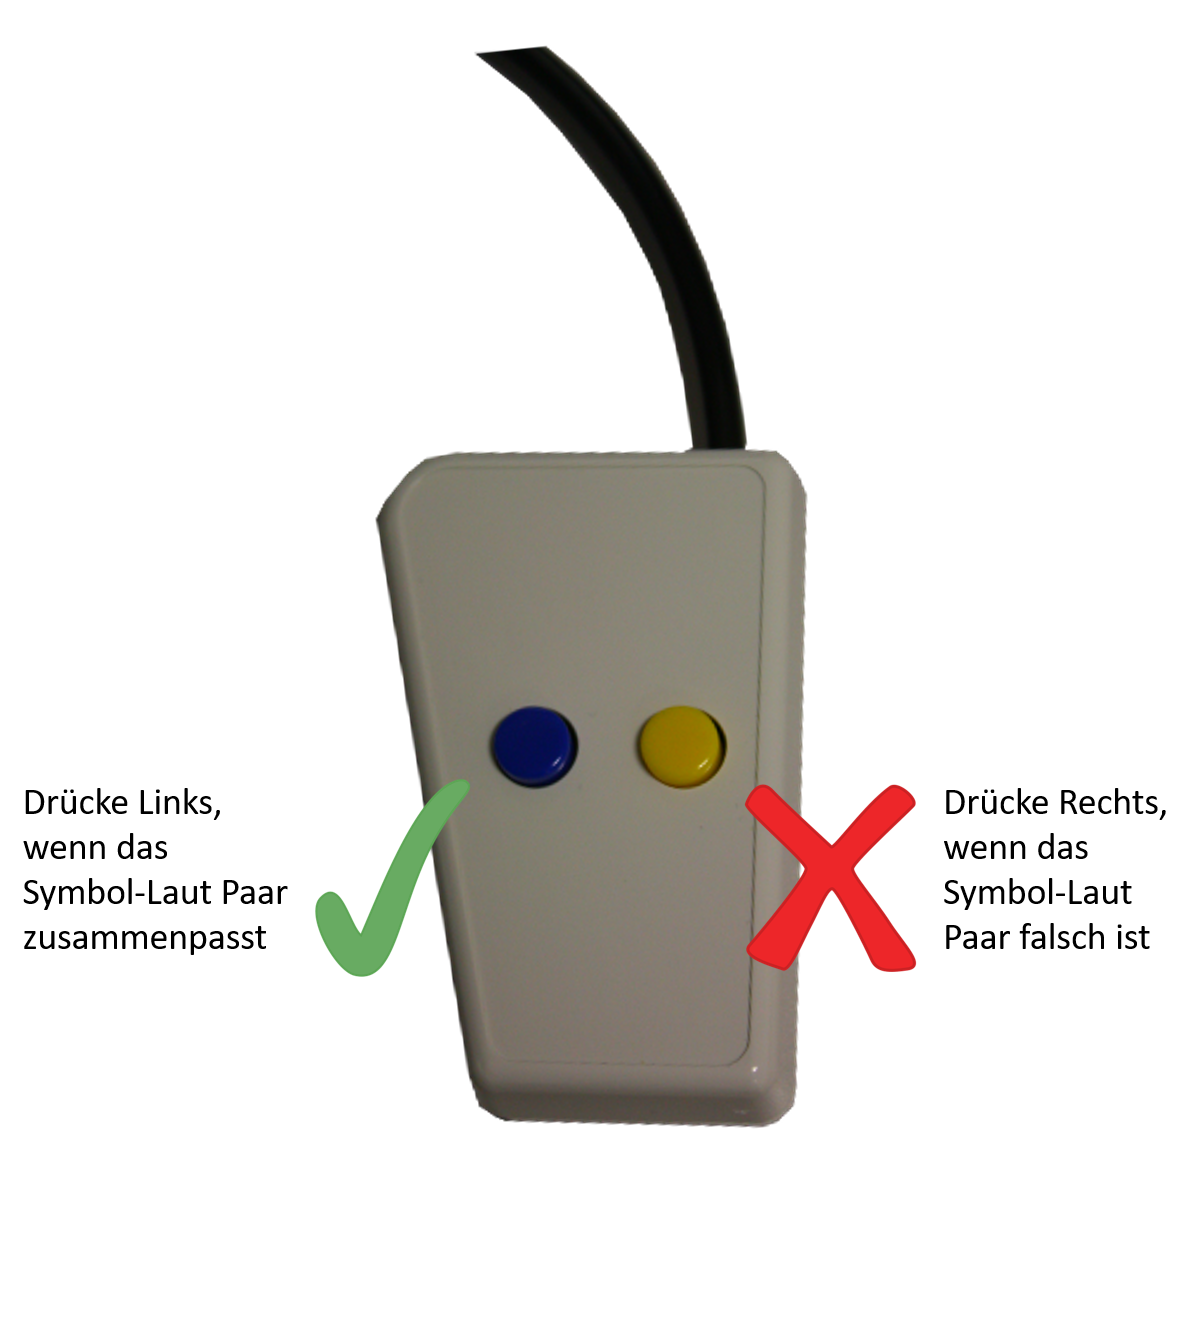 Drücke Links,
wenn das
Symbol-Laut Paar
zusammenpasst
Drücke Rechts,
wenn das
Symbol-Laut
Paar falsch ist